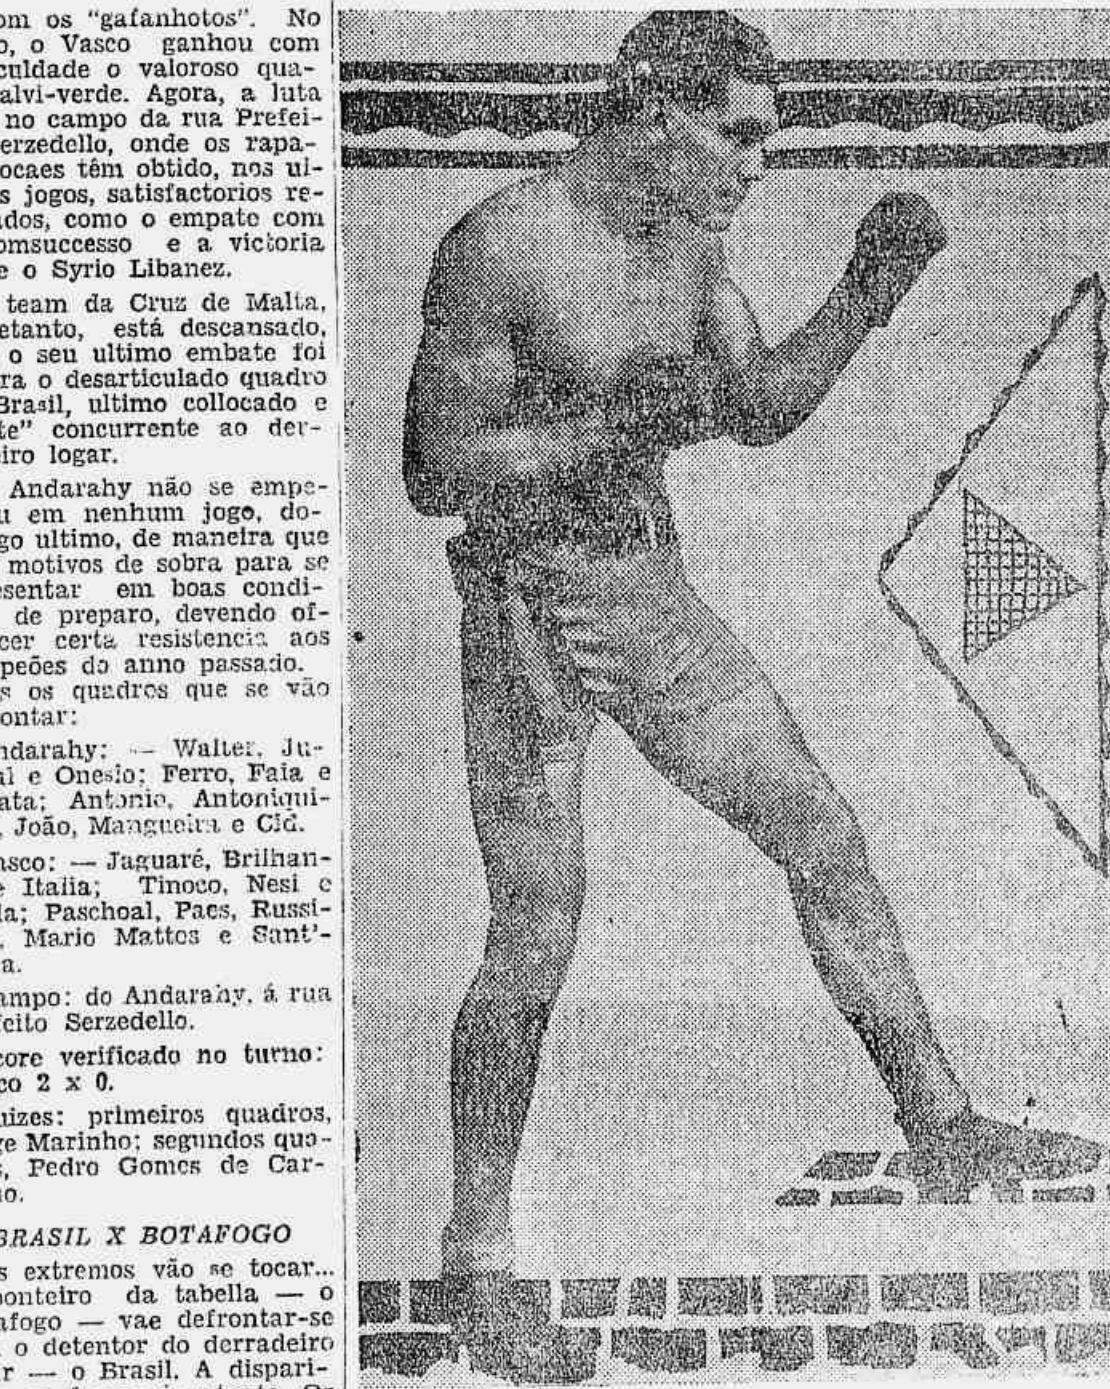 om os "gafanhotos". No
o, o Vasco ganhou com
culdade o valoroso qua-
alvi-verde. Agora, a luta
no campo da rua Prefei-
erzedello, onde os rapa-
ocaes têm obtido, nos ul-
s jogos, satisfactorios re-
ados, como o empate com
omsuccesso e a victoria
e o Syrio Libanez.
team da Cruz de Malta,
etanto, está descansado,
o seu ultimo embate foi
ra o desarticulado quadro
Brasil, ultimo collocado e
te" concurrente ao der-
eiro logar.
Andarahy não se empe-
u em nenhum jogo, do-
go ultimo, de maneira que
motivos de sobra para se
esentar em boas condi-
de preparo, devendo of-
cer certa resistencia aos
peões do anno passado.
s os quadros que se vão
ontar:
ndarahy: — Walter, Ju-
al e Onesio; Ferro, Faia e
ata; Antonio, Antoniqui-
, João, Mangueira e Cid.
asco: — Jaguaré, Brilhan-
e Italia; Tinoco, Nesi e
la; Paschoal, Paes, Russi-
, Mario Mattos e Sant'-
a.
ampo: do Andarahy, á rua
feito Serzedello.
core verificado no turno:
co 2 x 0.
uizes: primeiros quadros,
ge Marinho; segundos qua-
s, Pedro Gomes de Car-
o.
BRASIL X BOTAFOGO
s extremos vão se tocar...
ponteiro da tabella — o
afogo — vae defrontar-se
o detentor do derradeiro
r — o Brasil. A dispari-